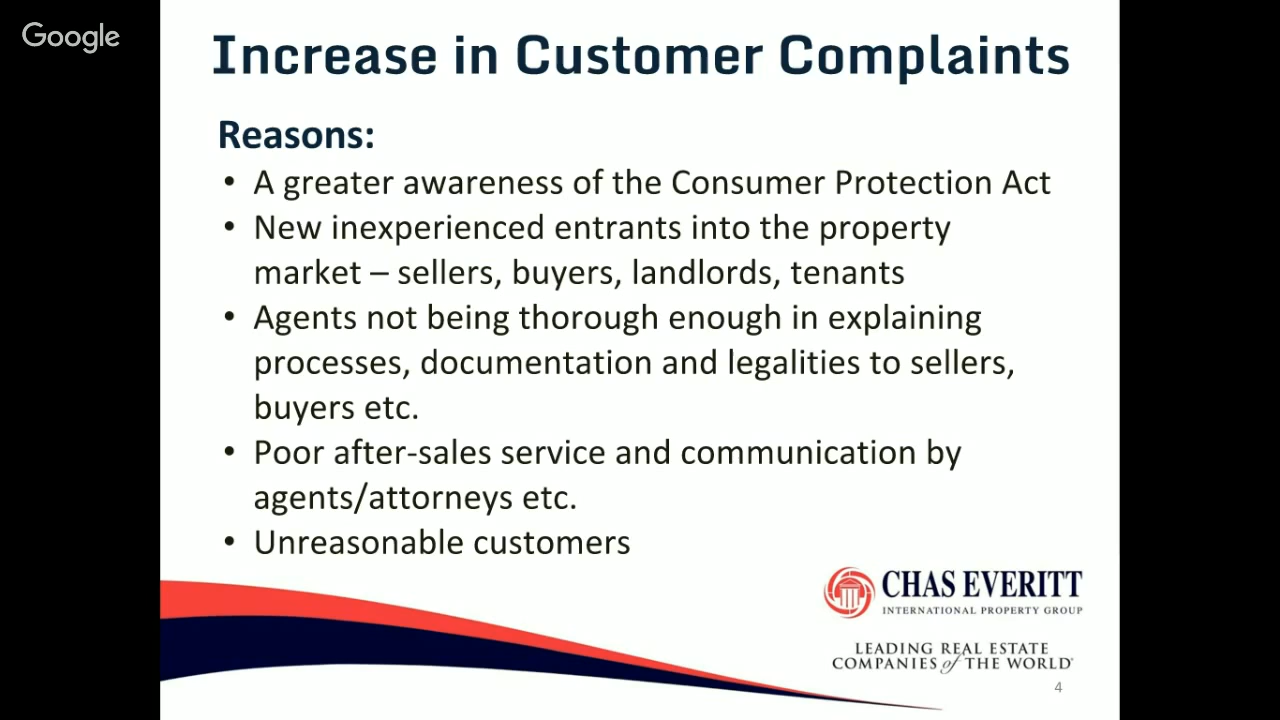 Google
Increase in Customer Complaints
Reasons:
• A greater awareness of the Consumer Protection Act
• New inexperienced entrants into the property
market – sellers, buyers, landlords, tenants
• Agents not being thorough enough in explaining
processes, documentation and legalities to sellers,
buyers etc.
• Poor after-sales service and communication by
agents/attorneys etc.
• Unreasonable customers
CHAS EVERITT
INTERNATIONAL PROPERTY GROUP
LEADING REAL ESTATE
COMPANIES of THE WORLD
4